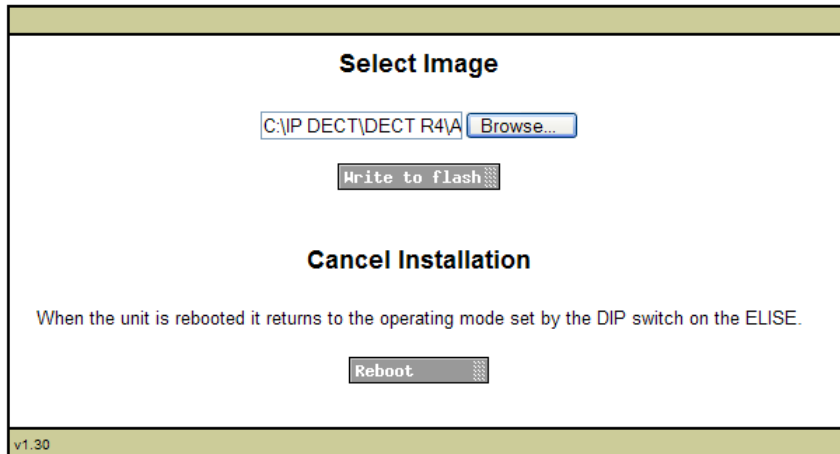 Select Image
C:\IP DECT\DECT R4\A Browse...
Write to flash
Cancel Installation
When the unit is rebooted it returns to the operating mode set by the DIP switch on the ELISE.
Reboot
v1.30